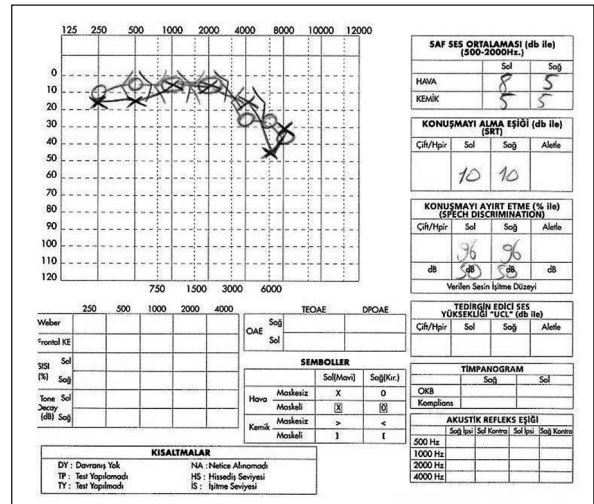 125 250 500 1000 2000 4000 8000 10000 12000
0
10
20
30
40
50
60
70
80
90
100
110
120
750 1500 3000 6000
SAF SES ORTALAMASI (db ile)
(500-2000Hz.)
Sol Sağ
HAVA 8 5
KEMİK 5 5
KONUŞMAYI ALMA EŞİĞİ (db ile)
(SRT)
Çift/Hpir Sol Sağ Aletle
10 10
KONUŞMAYI AYIRT ETME (% ile)
(SPECH DISCRIMINATION)
Çift/Hpir Sol Sağ Aletle
96 96
dB 50 dB 50 dB dB
Verilen Sesin İşitme Düzeyi
TEDİRGİN EDİCİ SES
YÜKSEKLİĞİ "UCL" (db ile)
Çift/Hpir Sol Sağ Aletle
TİMPANOGRAM
Sağ Sol
OKB
Komplians
AKUSTİK REFLEKS EŞİĞİ
Sağ İpsi Sol Kontra Sol İpsi Sağ Kontra
500 Hz
1000 Hz
2000 Hz
4000 Hz
250 500 1000 2000 4000
Weber
Frontal KE
SISI Sol
(%) Sağ
Tone Sol
Decay
(dB) Sağ
TEOAE DPOAE
OAE Sağ
Sol
SEMBOLLER
Sol(Mavi) Sağ(Kır.)
Hava Maskesiz X O
Maskeli X O
Kemik Maskesiz > <
Maskeli ] [
KISALTMALAR
DY : Davranış Yok NA : Netice Alınamadı
TP : Test Yapılamadı HS : Hissediş Seviyesi
TY : Test Yapılmadı İS : İşitme Seviyesi